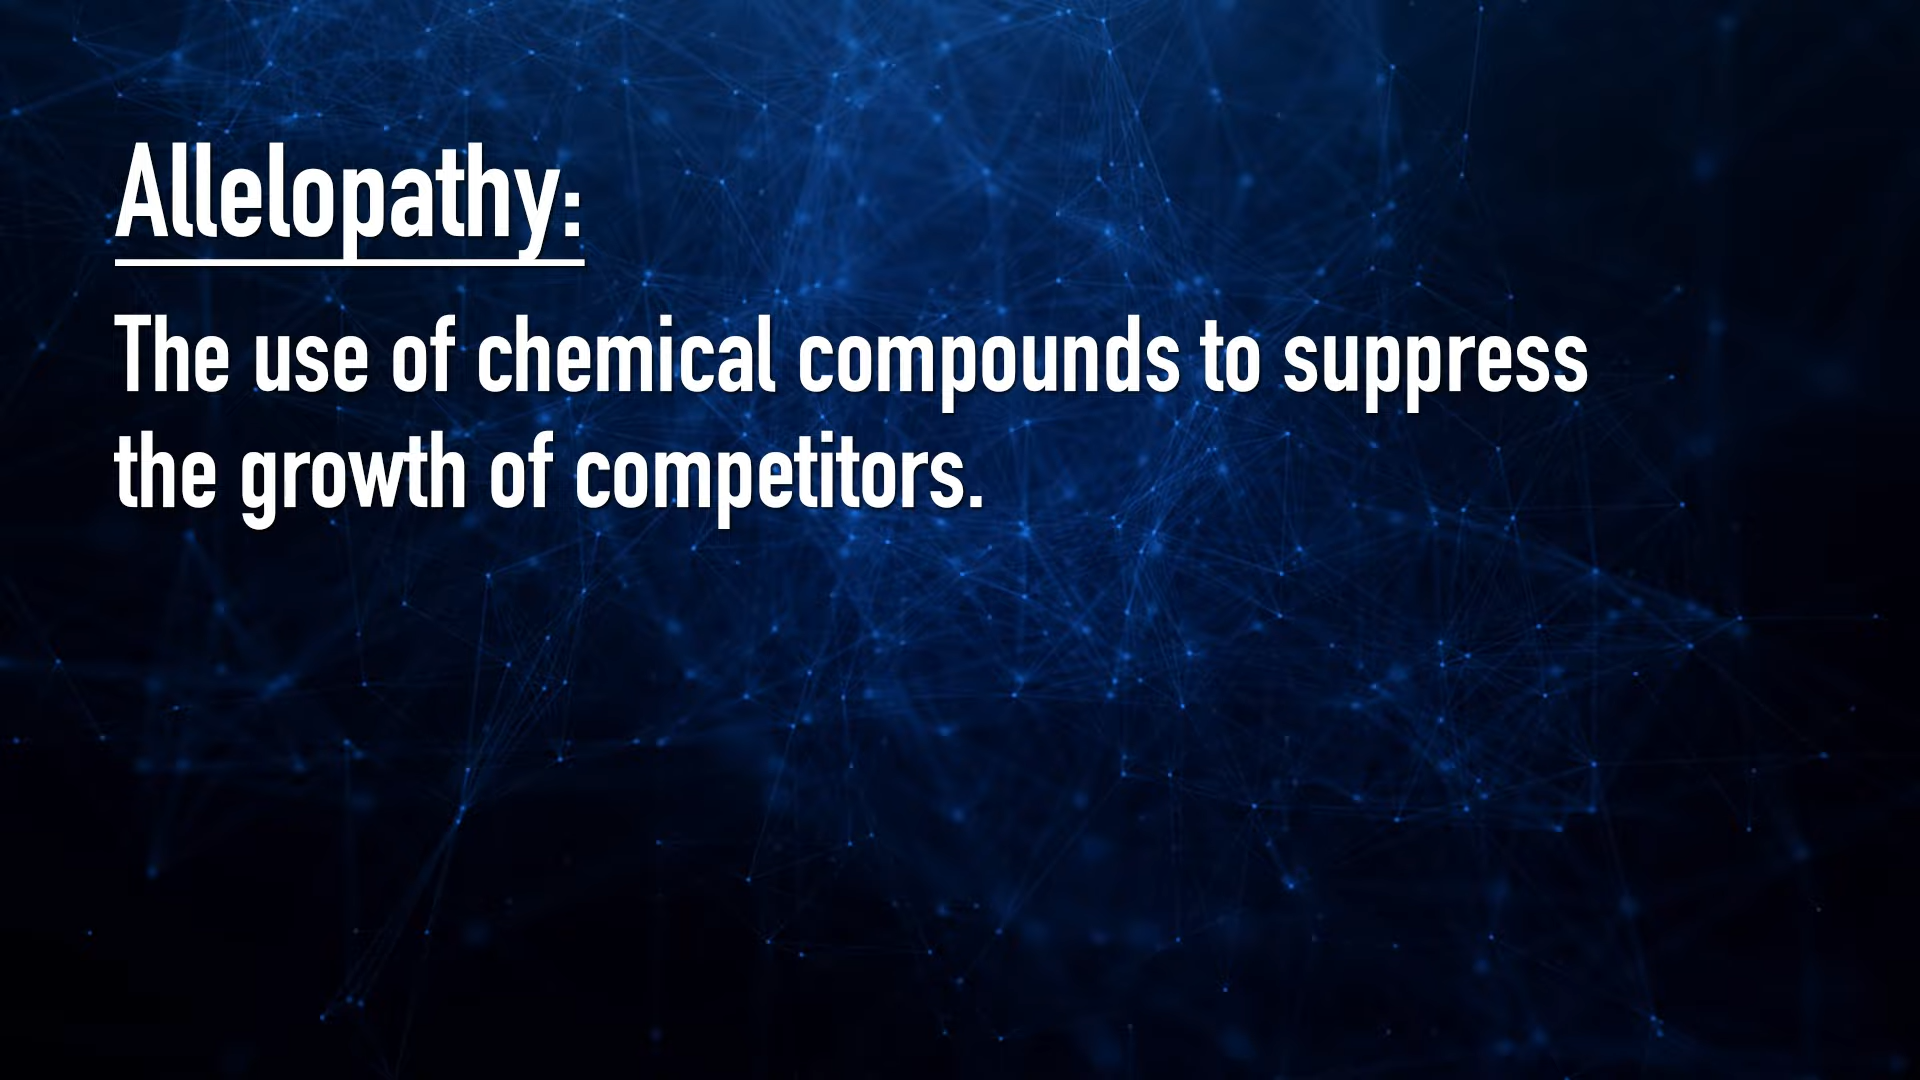 Allelopathy:
The use of chemical compounds to suppress
the growth of competitors.